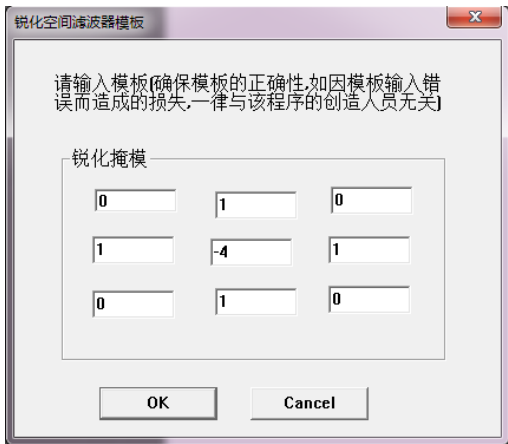 锐化空间滤波器模板
请输入模板(确保模板的正确性,如因模板输入错
误而造成的损失,一律与该程序的创造人员无关)
锐化掩模
0 1 0
1 -4 1
0 1 0
OK Cancel